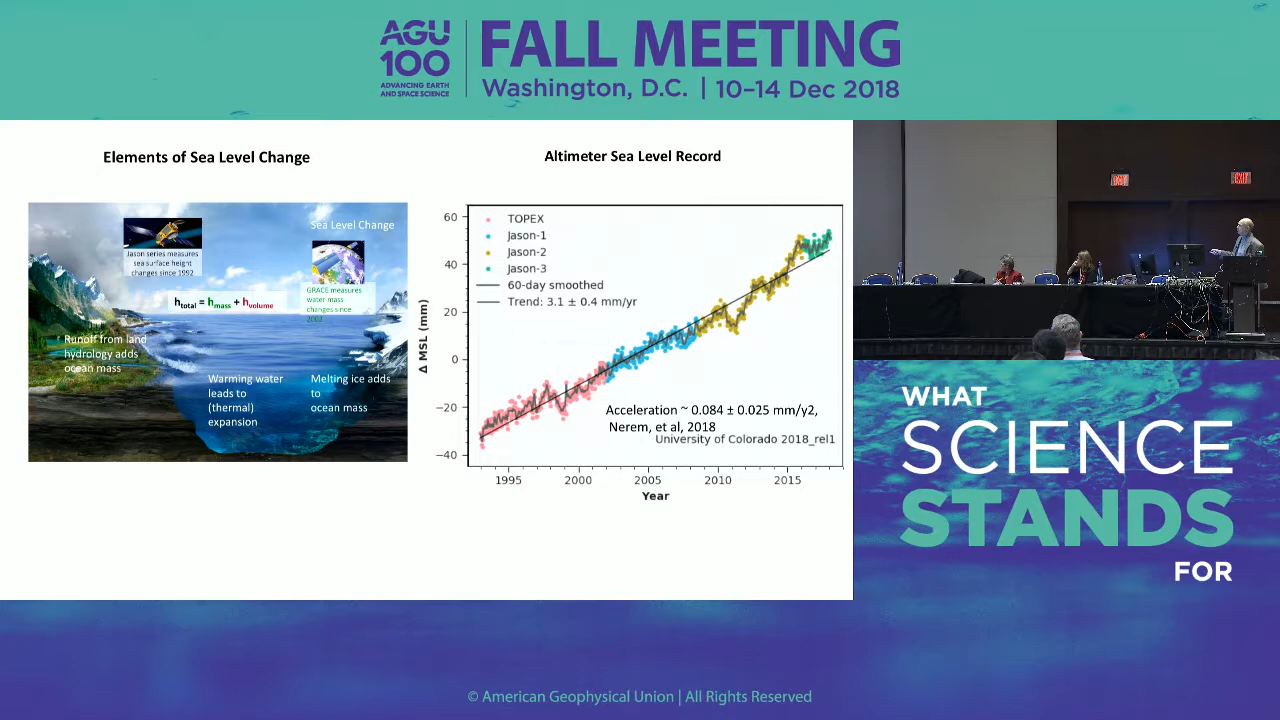 AGU
100
ADVANCING EARTH
AND SPACE SCIENCE
FALL MEETING
Washington, D.C. | 10–14 Dec 2018
Elements of Sea Level Change
Sea Level Change
Jason series measures
sea surface height
changes since 1992
GRACE measures
water mass
changes since
2002
htotal = hmass + hvolume
Runoff from land
hydrology adds
ocean mass
Warming water
leads to
(thermal)
expansion
Melting ice adds
to
ocean mass
Altimeter Sea Level Record
TOPEX
Jason-1
Jason-2
Jason-3
60-day smoothed
Trend: 3.1 ± 0.4 mm/yr
60
40
20
0
−20
−40
Δ MSL (mm)
Acceleration ~ 0.084 ± 0.025 mm/y2,
Nerem, et al, 2018
University of Colorado 2018_rel1
1995 2000 2005 2010 2015
Year
EXIT
EXIT
WHAT
SCIENCE
STANDS
FOR
© American Geophysical Union | All Rights Reserved